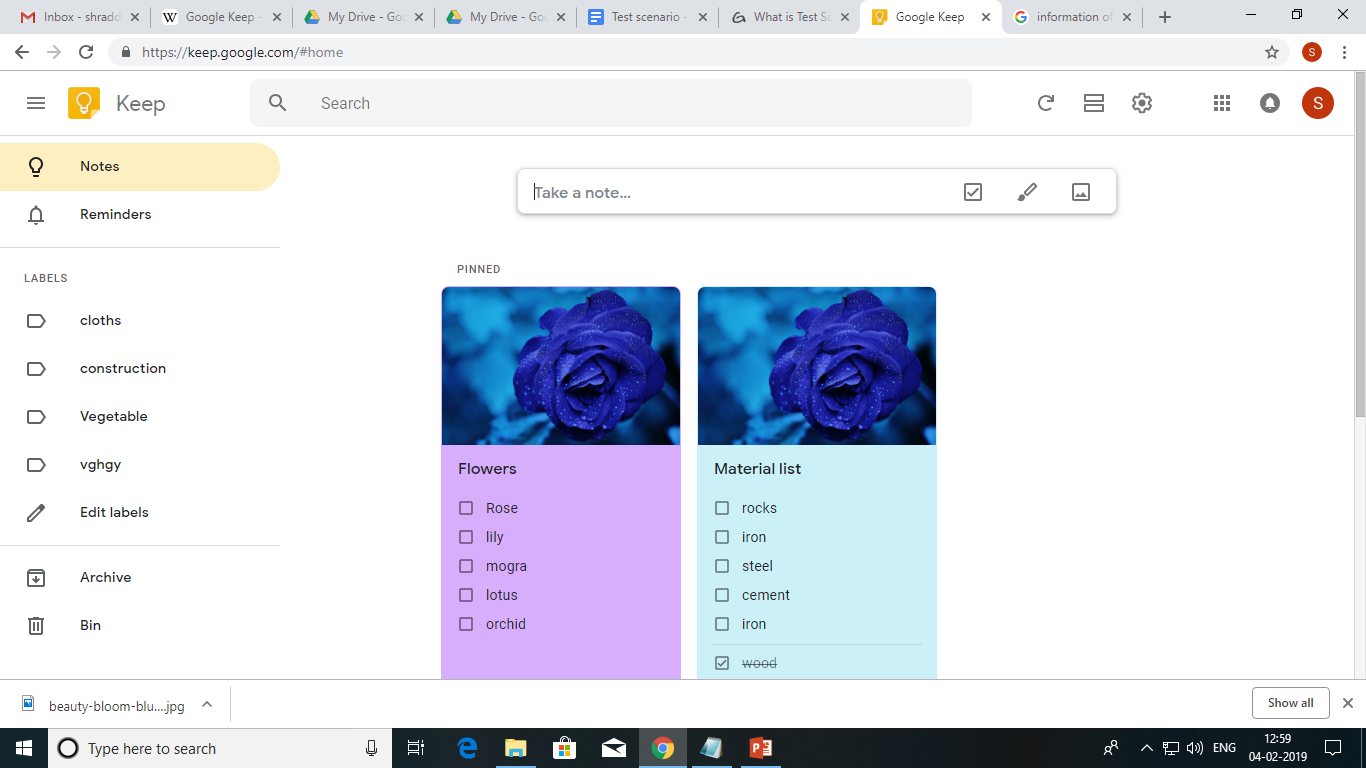 Inbox - shradd
Google Keep -
My Drive - Goo
My Drive - Goo
Test scenario -
What is Test Sc
Google Keep
information of
https://keep.google.com/#home
S
Keep
Search
S
Notes
Reminders
LABELS
cloths
construction
Vegetable
vghgy
Edit labels
Archive
Bin
Take a note...
PINNED
Flowers
Rose
lily
mogra
lotus
orchid
Material list
rocks
iron
steel
cement
iron
wood
beauty-bloom-blu....jpg
Show all
Type here to search
ENG
12:59
04-02-2019